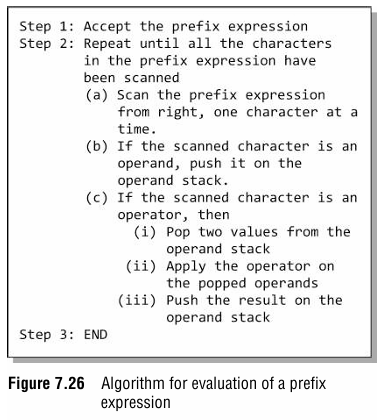 Step 1: Accept the prefix expression
Step 2: Repeat until all the characters
in the prefix expression have
been scanned
(a) Scan the prefix expression
from right, one character at a
time.
(b) If the scanned character is an
operand, push it on the
operand stack.
(c) If the scanned character is an
operator, then
(i) Pop two values from the
operand stack
(ii) Apply the operator on
the popped operands
(iii) Push the result on the
operand stack
Step 3: END
Figure 7.26 Algorithm for evaluation of a prefix
expression